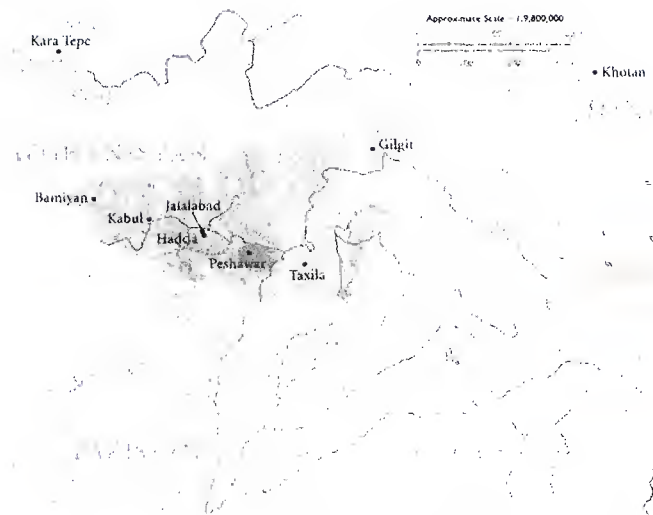 Approximate Scale – 1:9,800,000
Kara Tepe
Khotan
Gilgit
Bamiyan
Jalalabad
Kabul
Hadda
Peshawar
Taxila